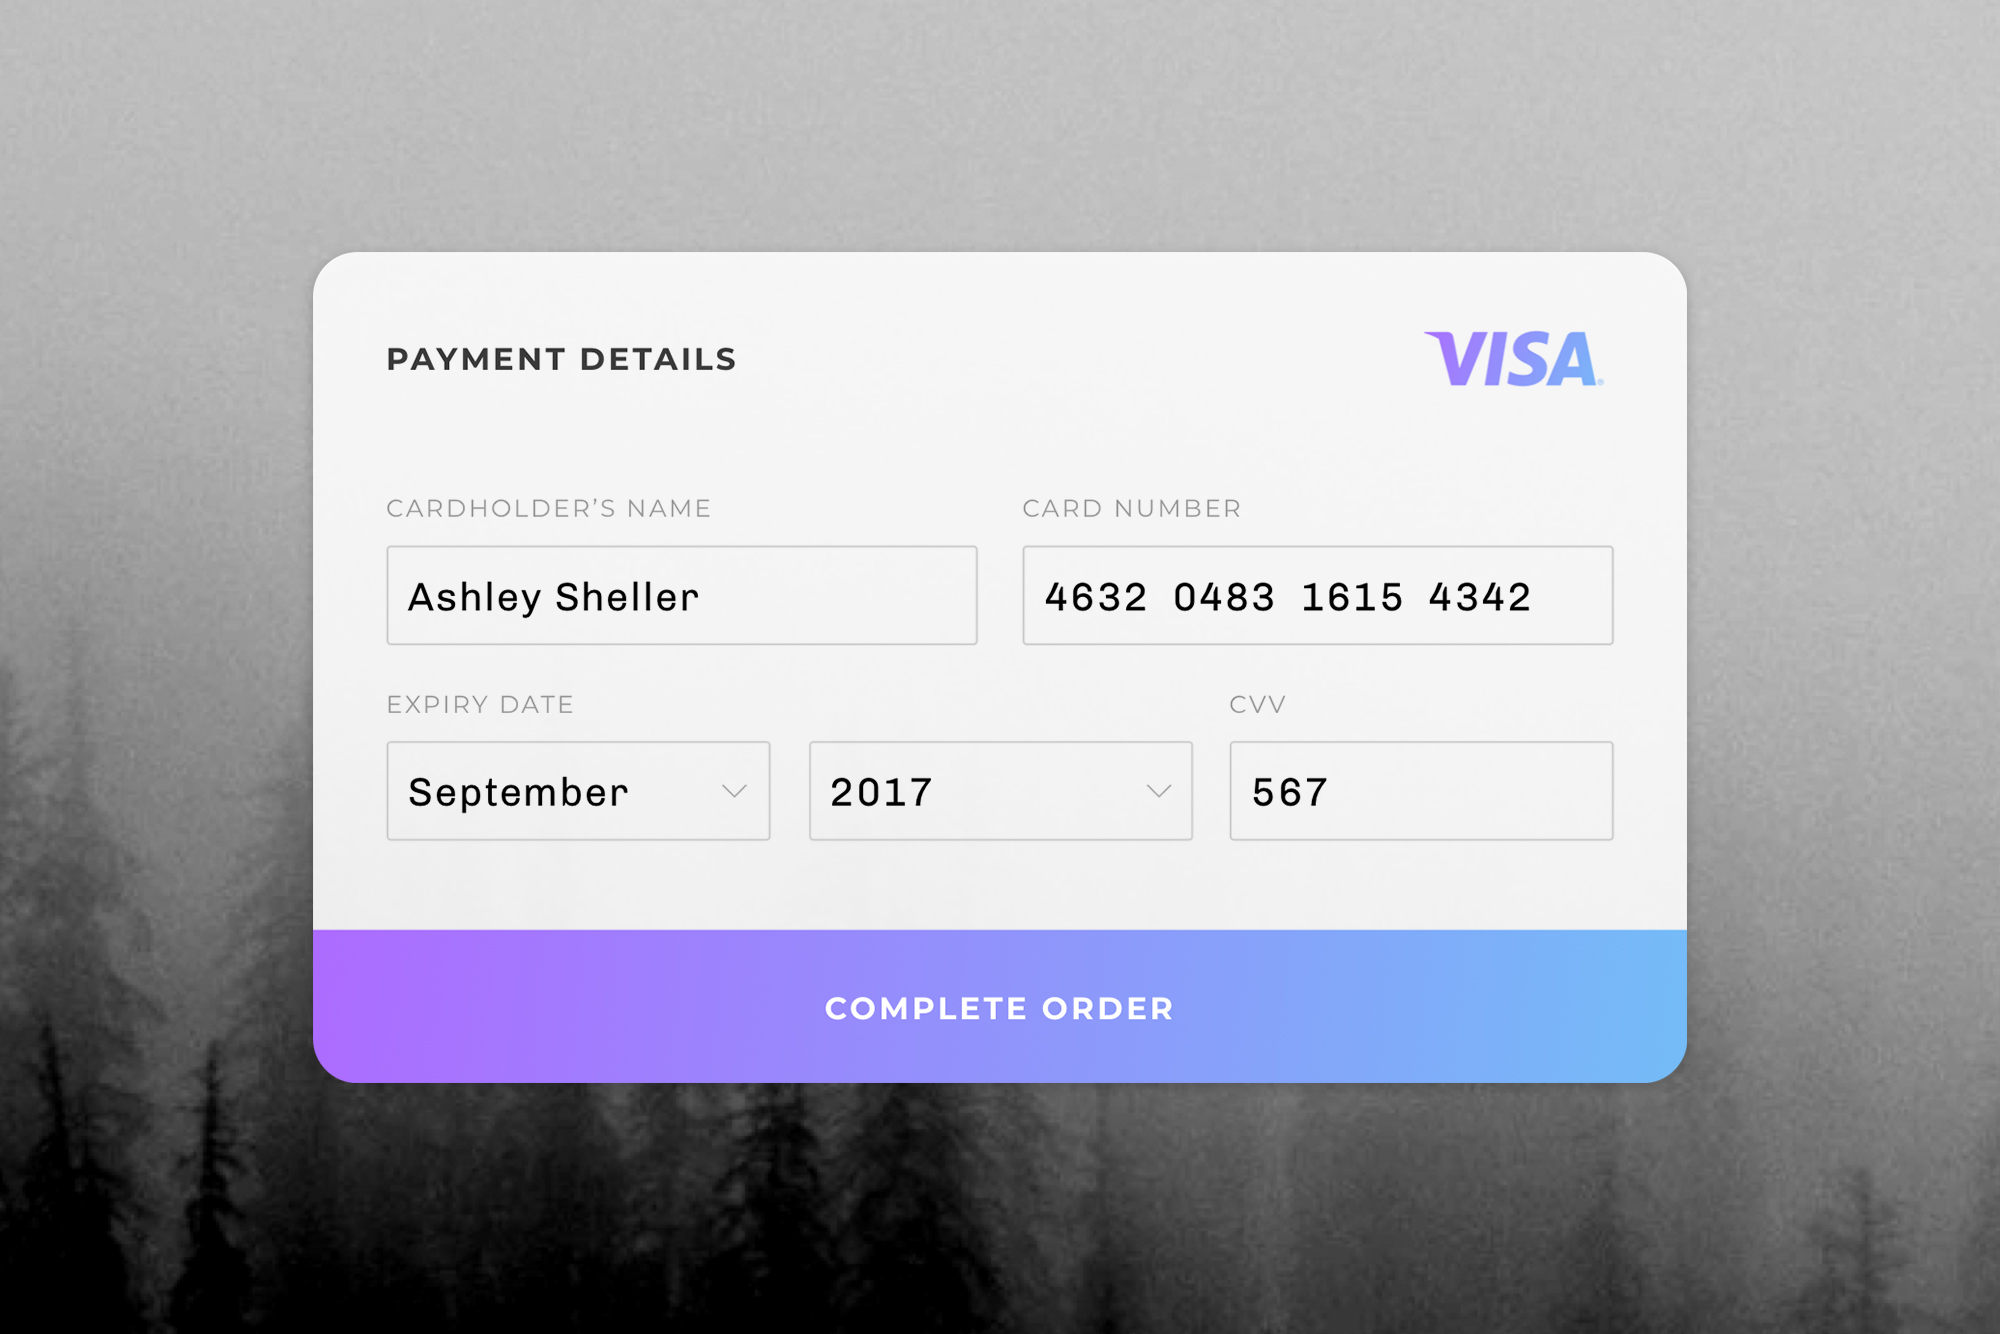 PAYMENT DETAILS
VISA
CARDHOLDER’S NAME
CARD NUMBER
Ashley Sheller
4632 0483 1615 4342
EXPIRY DATE
CVV
September
2017
567
COMPLETE ORDER